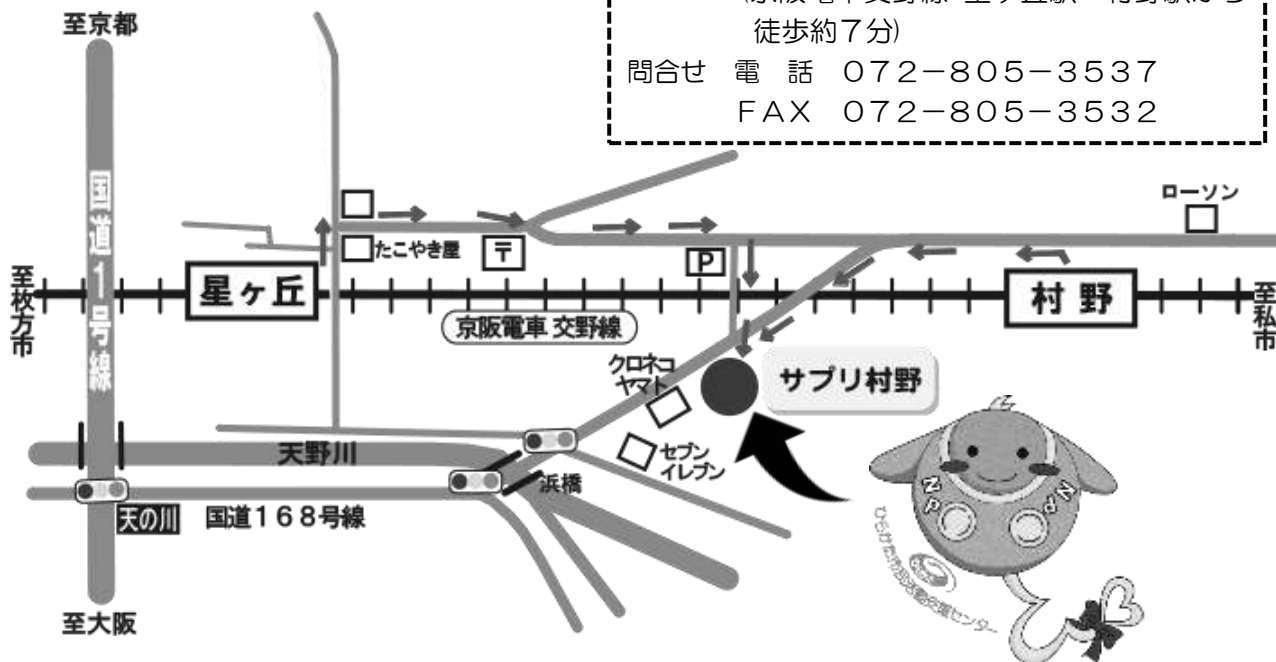 徒歩約７分)
問合せ 電 話 ０７２－８０５－３５３７
ＦＡＸ ０７２－８０５－３５３２
至京都
国道１号線
ローソン
たこやき屋
〒
P
至枚方市
星ヶ丘
村 野
至私市
京阪電車 交野線
クロネコ
ヤマト
サプリ村野
セブン
イレブン
天野川
浜橋
天の川
国道１６８号線
至大阪